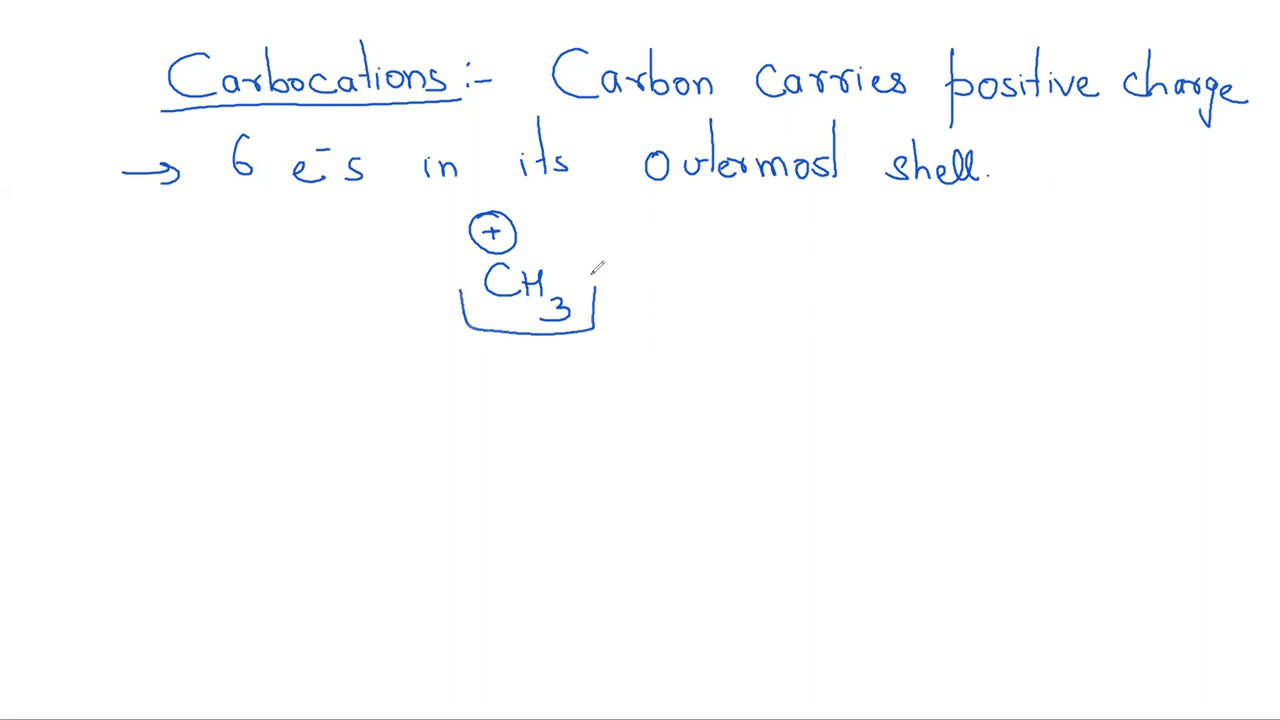 Carbocations :- Carbon carries positive charge
→ 6 e⁻s in its outermost shell.
+
CH₃